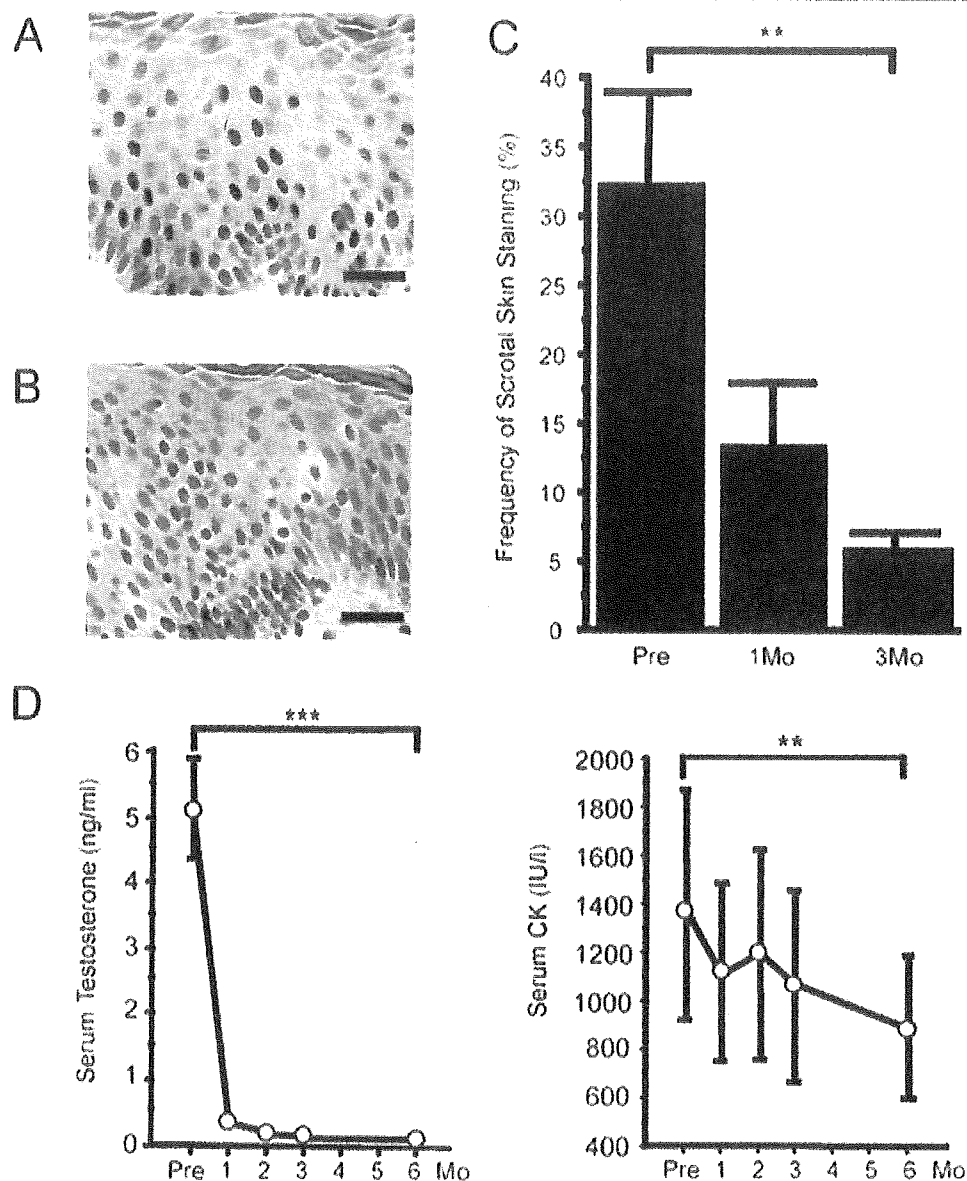 A
B
C
**
Frequency of Scrotal Skin Staining (%)
40
35
30
25
20
15
10
5
0
Pre 1Mo 3Mo
D
***
Serum Testosterone (ng/ml)
6
5
4
3
2
1
0
Pre 1 2 3 4 5 6 Mo
**
Serum CK (IU/l)
2000
1800
1600
1400
1200
1000
800
600
400
Pre 1 2 3 4 5 6 Mo